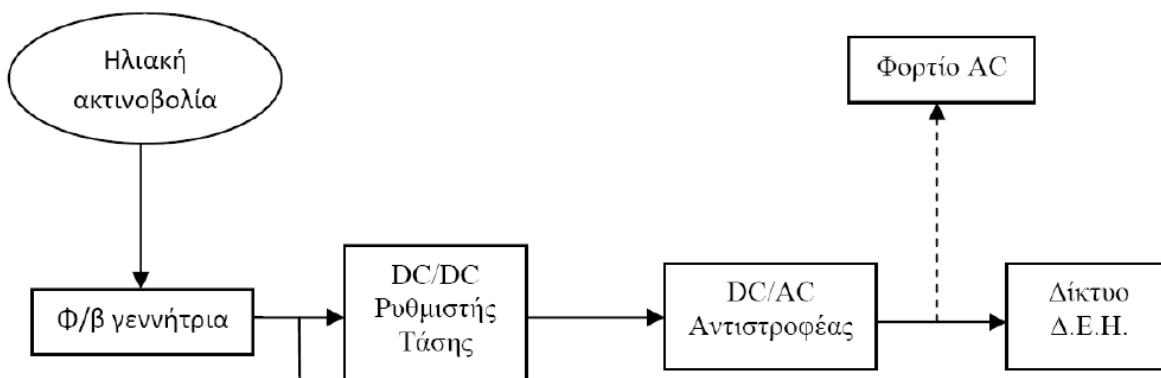 Ηλιακή
ακτινοβολία
Φορτίο AC
Φ/β γεννήτρια
DC/DC
Ρυθμιστής
Τάσης
DC/AC
Αντιστροφέας
Δίκτυο
Δ.Ε.Η.